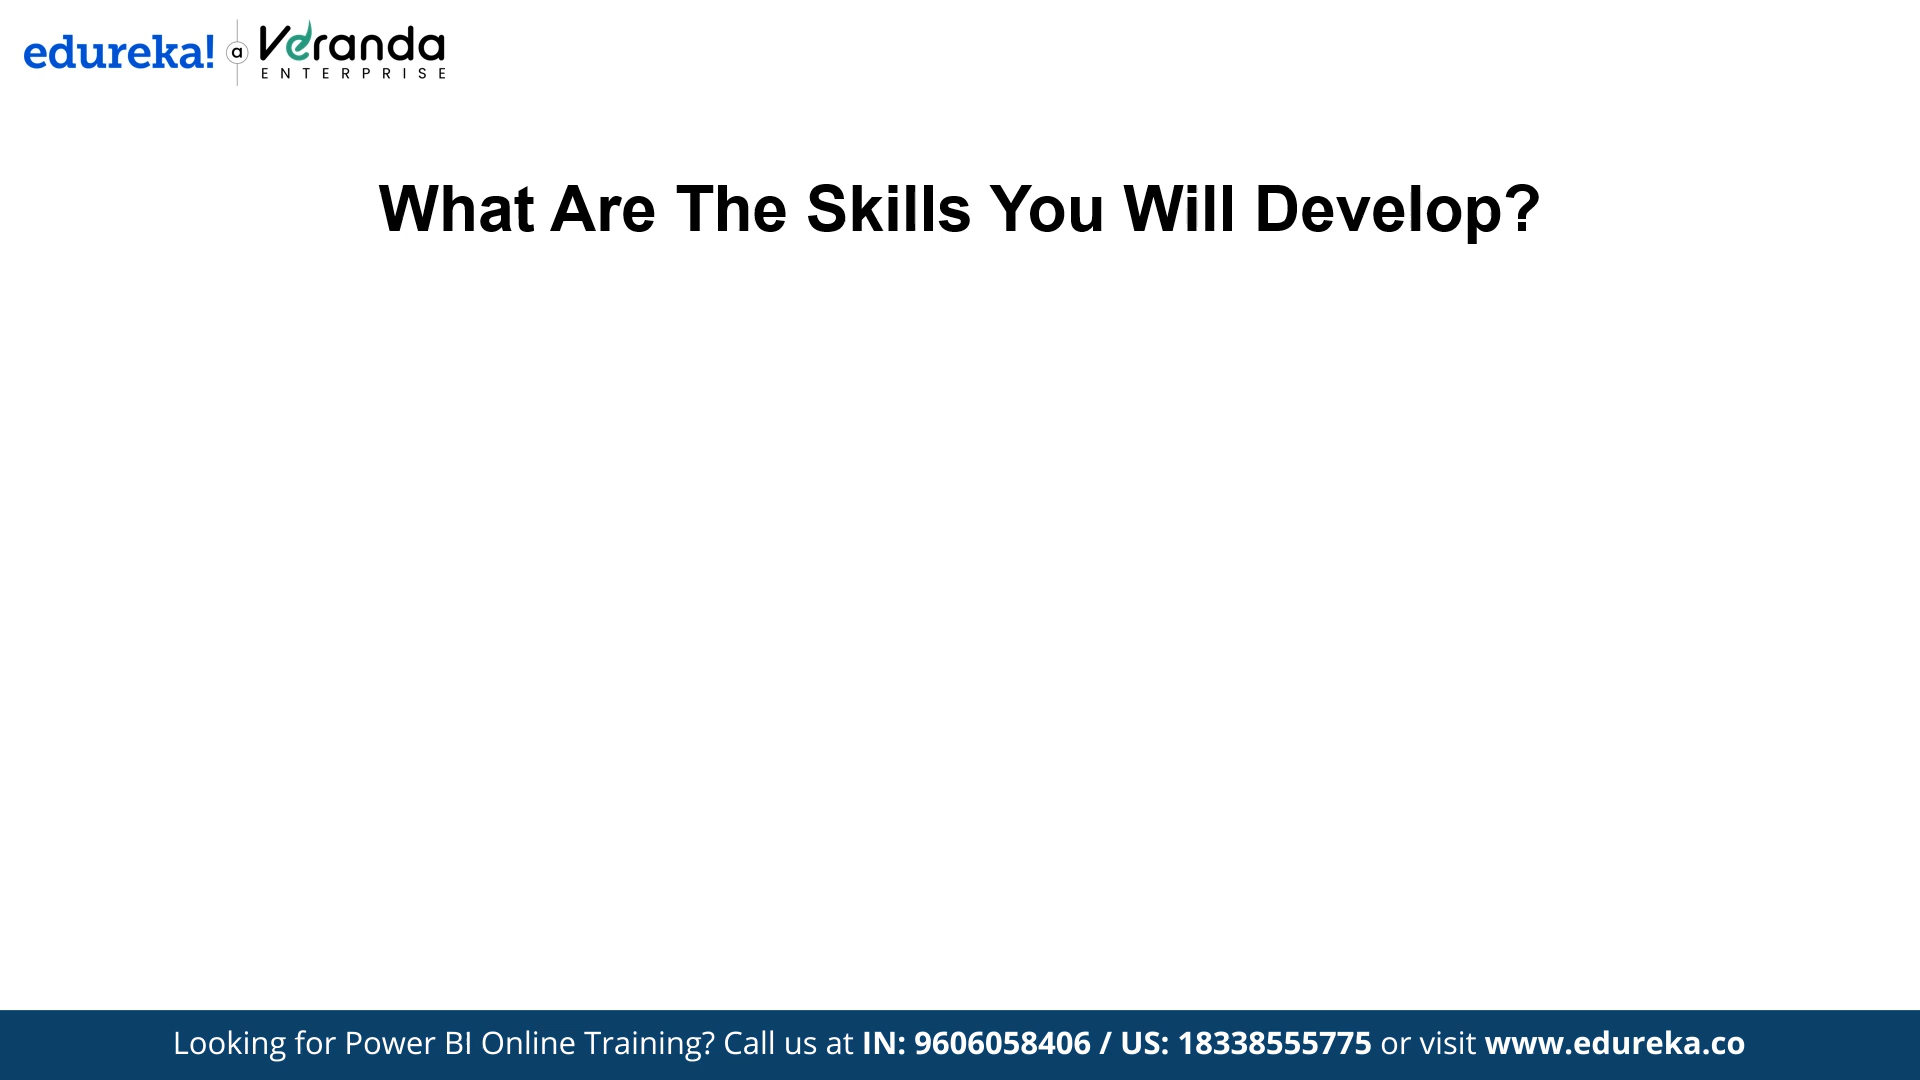 edureka! a Veranda
ENTERPRISE
What Are The Skills You Will Develop?
Looking for Power BI Online Training? Call us at IN: 9606058406 / US: 18338555775 or visit www.edureka.co